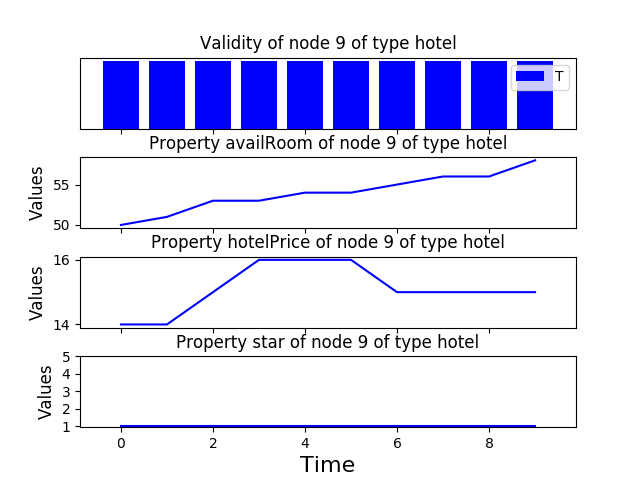 Validity of node 9 of type hotel
T
Property availRoom of node 9 of type hotel
Values
55
50
Property hotelPrice of node 9 of type hotel
Values
16
14
Property star of node 9 of type hotel
Values
5
4
3
2
1
0 2 4 6 8
Time